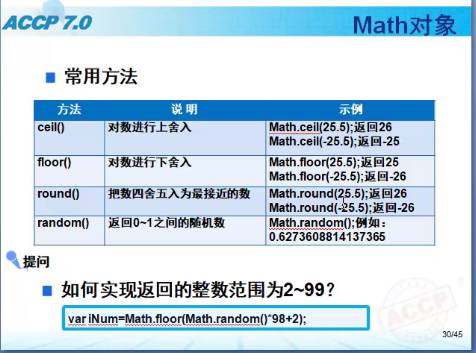 ACCP 7.0
Math对象
常用方法
方法 说 明 示例
ceil() 对数进行上舍入 Math.ceil(25.5);返回26
Math.ceil(-25.5);返回-25
floor() 对数进行下舍入 Math.floor(25.5);返回25
Math.floor(-25.5);返回-26
round() 把数四舍五入为最接近的数 Math.round(25.5);返回26
Math.round(-25.5);返回-26
random() 返回0~1之间的随机数 Math.random();例如：
0.6273608814137365
提问
如何实现返回的整数范围为2~99？
var iNum=Math.floor(Math.random()*98+2);
ACCP
30/45